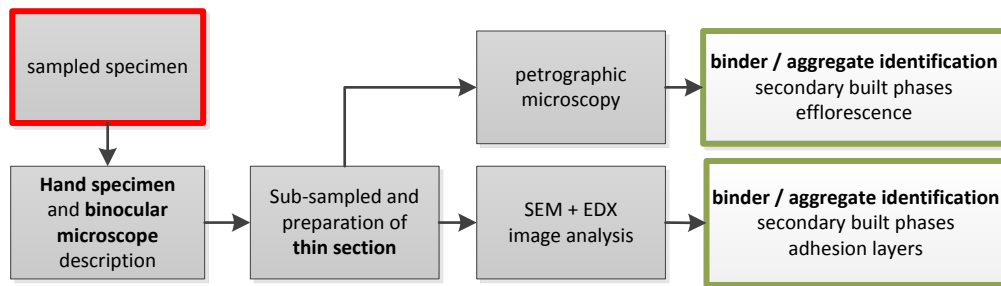 sampled specimen
Hand specimen
and binocular
microscope
description
Sub-sampled and
preparation of
thin section
petrographic
microscopy
binder / aggregate identification
secondary built phases
efflorescence
SEM + EDX
image analysis
binder / aggregate identification
secondary built phases
adhesion layers